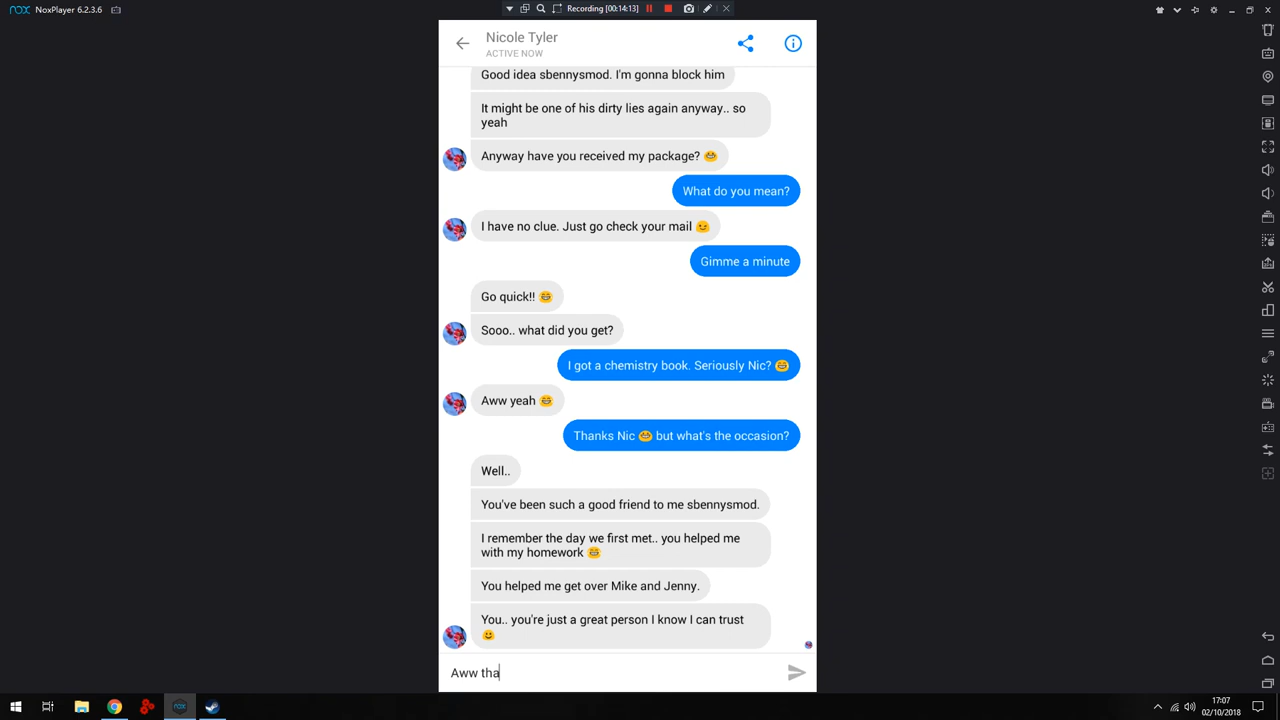 NoxPlayer 6.2.3.6
Recording [00:14:13]
Nicole Tyler
ACTIVE NOW
Good idea sbennysmod. I'm gonna block him
It might be one of his dirty lies again anyway.. so
yeah
Anyway have you received my package? 😁
What do you mean?
I have no clue. Just go check your mail 😉
Gimme a minute
Go quick!! 😄
Sooo.. what did you get?
I got a chemistry book. Seriously Nic? 😄
Aww yeah 😄
Thanks Nic 😁 but what's the occasion?
Well..
You've been such a good friend to me sbennysmod.
I remember the day we first met.. you helped me
with my homework 😄
You helped me get over Mike and Jenny.
You.. you're just a great person I know I can trust
😃
Aww tha
17:07
02/10/2018